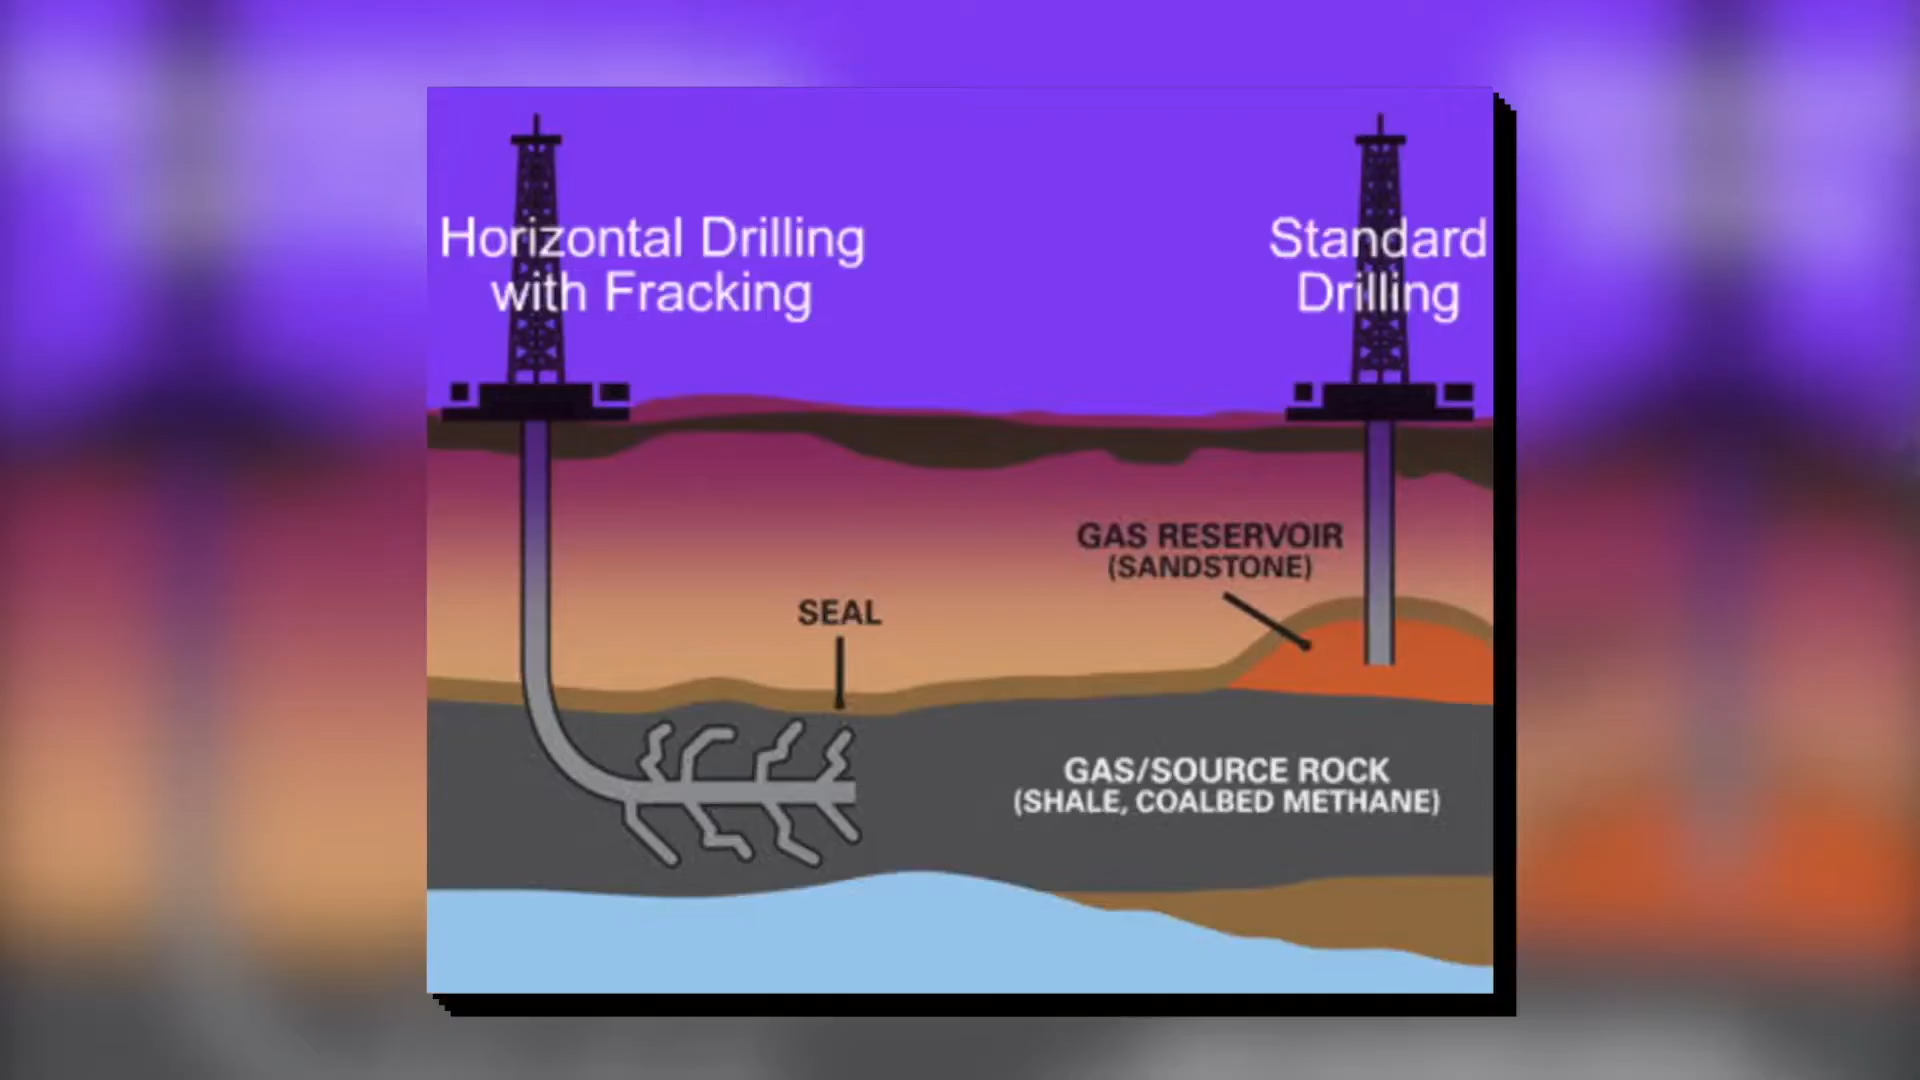 Horizontal Drilling
with Fracking
Standard
Drilling
GAS RESERVOIR
(SANDSTONE)
SEAL
GAS/SOURCE ROCK
(SHALE, COALBED METHANE)